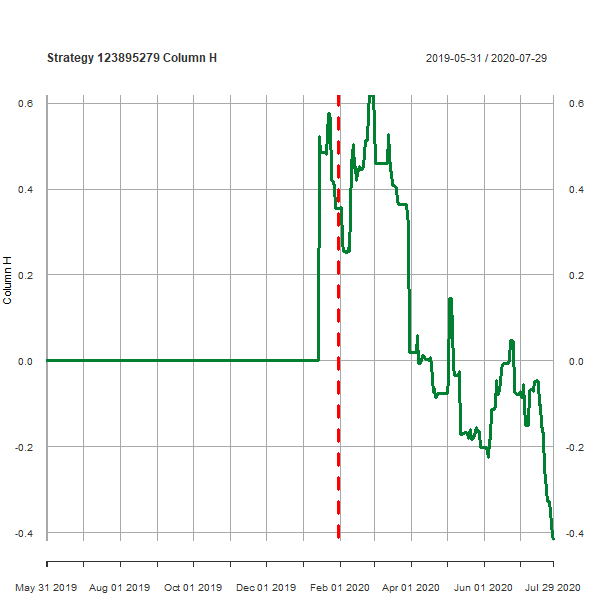 Strategy 123895279 Column H
2019-05-31 / 2020-07-29
0.6
0.6
0.4
0.4
0.2
0.2
0.0
0.0
-0.2
-0.2
-0.4
-0.4
Column H
May 31 2019
Aug 01 2019
Oct 01 2019
Dec 01 2019
Feb 01 2020
Apr 01 2020
Jun 01 2020
Jul 29 2020